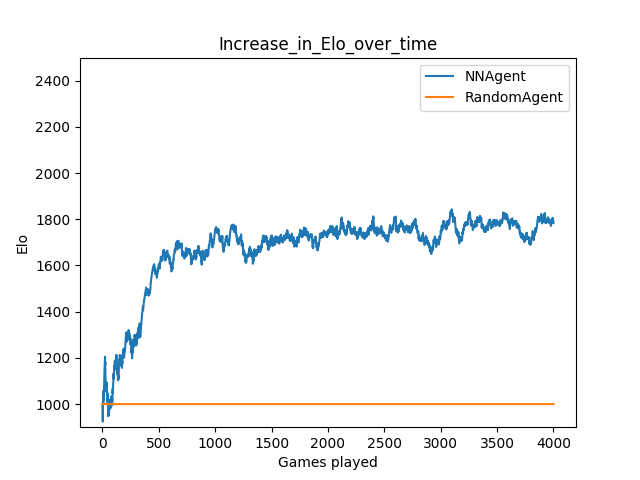 Increase_in_Elo_over_time
NNAgent
RandomAgent
2400
2200
2000
1800
1600
1400
1200
1000
Elo
0 500 1000 1500 2000 2500 3000 3500 4000
Games played